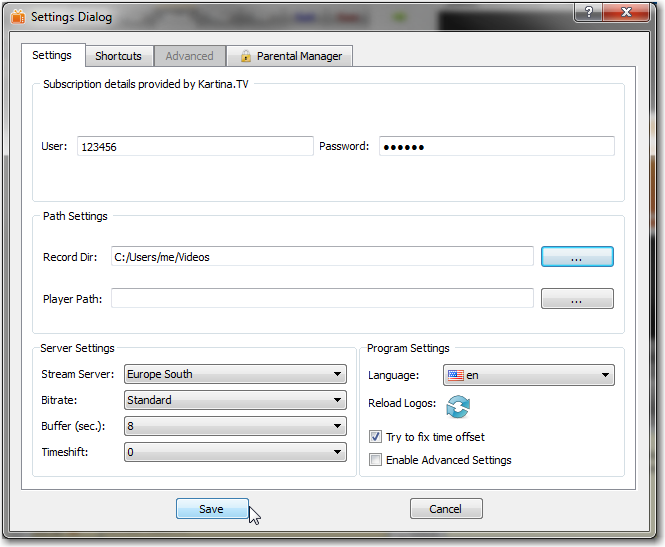 Settings Dialog
?
Settings Shortcuts Advanced Parental Manager
Subscription details provided by Kartina.TV
User: 123456 Password: ●●●●●●
Path Settings
Record Dir: C:/Users/me/Videos ...
Player Path: ...
Server Settings
Stream Server: Europe South
Bitrate: Standard
Buffer (sec.): 8
Timeshift: 0
Program Settings
Language: en
Reload Logos:
Try to fix time offset
Enable Advanced Settings
Save Cancel